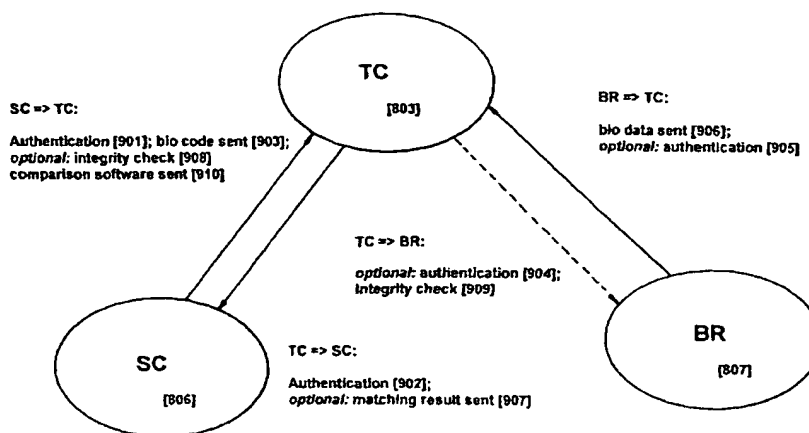 TC
[803]
SC => TC:
Authentication [901]; bio code sent [903];
optional: integrity check [908]
comparison software sent [910]
BR => TC:
bio data sent [906];
optional: authentication [905]
TC => BR:
optional: authentication [904];
integrity check [909]
SC
[806]
TC => SC:
Authentication [902];
optional: matching result sent [907]
BR
[807]